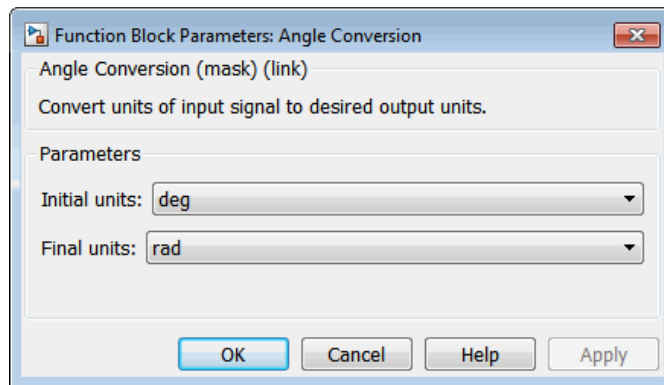 Function Block Parameters: Angle Conversion
Angle Conversion (mask) (link)
Convert units of input signal to desired output units.
Parameters
Initial units: deg
Final units: rad
OK Cancel Help Apply